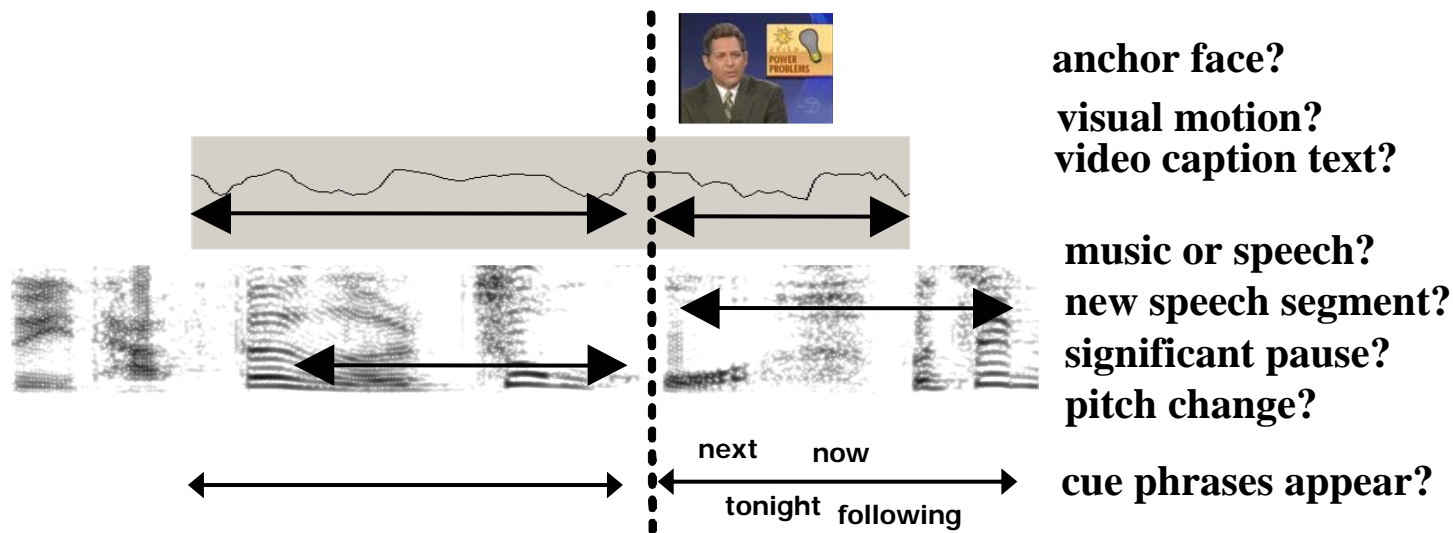 POWER
PROBLEMS
7
anchor face?
visual motion?
video caption text?
music or speech?
new speech segment?
significant pause?
pitch change?
next now
tonight following
cue phrases appear?